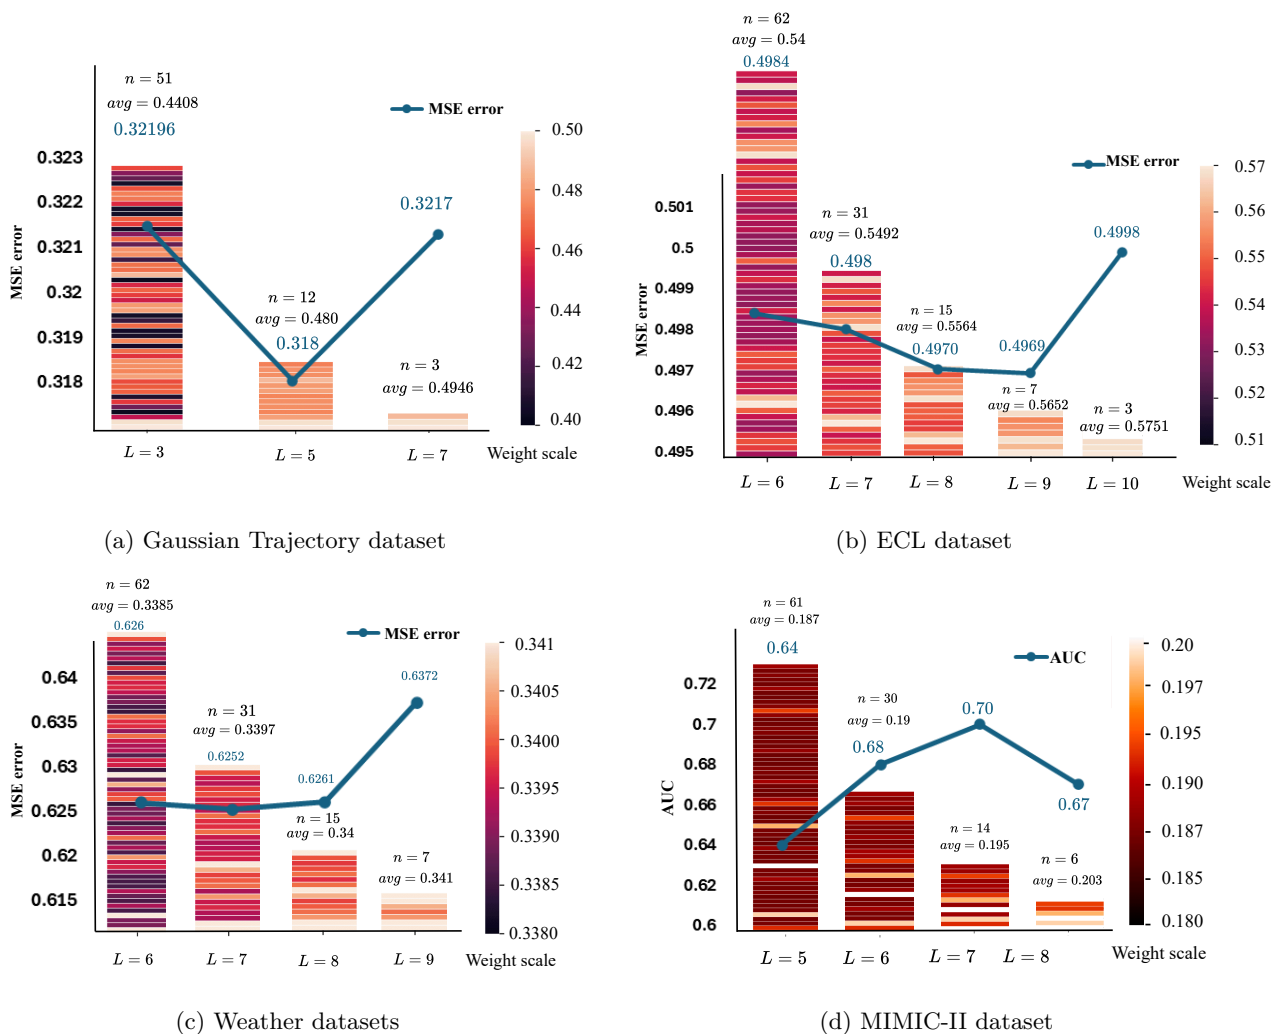 n = 51
avg = 0.4408
0.32196
MSE error
0.50
0.48
0.46
0.44
0.42
0.40
0.323
0.322
0.321
0.32
0.319
0.318
MSE error
0.3217
n = 12
avg = 0.480
0.318
n = 3
avg = 0.4946
L = 3
L = 5
L = 7
Weight scale
(a) Gaussian Trajectory dataset
n = 62
avg = 0.54
0.4984
MSE error
0.57
0.56
0.55
0.54
0.53
0.52
0.51
0.501
0.5
0.499
0.498
0.497
0.496
0.495
MSE error
n = 31
avg = 0.5492
0.498
n = 15
avg = 0.5564
0.4970
0.4969
n = 7
avg = 0.5652
0.4998
n = 3
avg = 0.5751
L = 6
L = 7
L = 8
L = 9
L = 10
Weight scale
(b) ECL dataset
n = 62
avg = 0.3385
0.626
MSE error
0.341
0.3405
0.3400
0.3395
0.3390
0.3385
0.3380
0.64
0.635
0.63
0.625
0.62
0.615
MSE error
n = 31
avg = 0.3397
0.6252
0.6261
n = 15
avg = 0.34
0.6372
n = 7
avg = 0.341
L = 6
L = 7
L = 8
L = 9
Weight scale
(c) Weather datasets
n = 61
avg = 0.187
0.64
AUC
0.20
0.197
0.195
0.190
0.187
0.185
0.180
0.72
0.7
0.68
0.66
0.64
0.62
0.6
AUC
n = 30
avg = 0.19
0.68
0.70
n = 14
avg = 0.195
0.67
n = 6
avg = 0.203
L = 5
L = 6
L = 7
L = 8
Weight scale
(d) MIMIC-II dataset